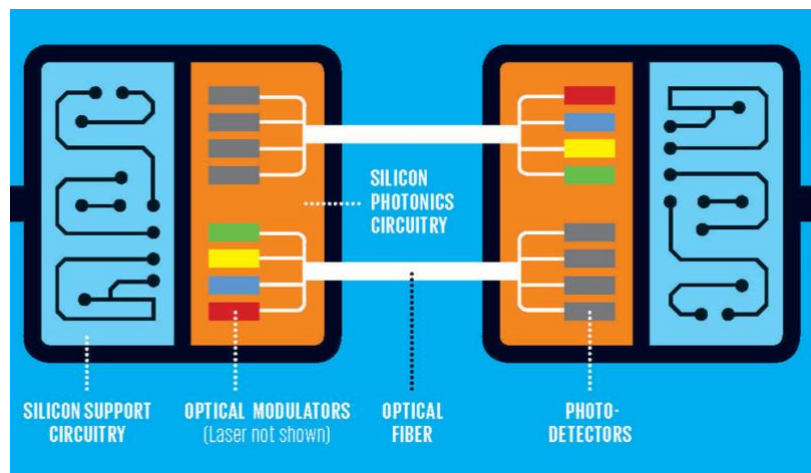 SILICON
PHOTONICS
CIRCUITRY
SILICON SUPPORT
CIRCUITRY
OPTICAL MODULATORS
(Laser not shown)
OPTICAL
FIBER
PHOTO-
DETECTORS